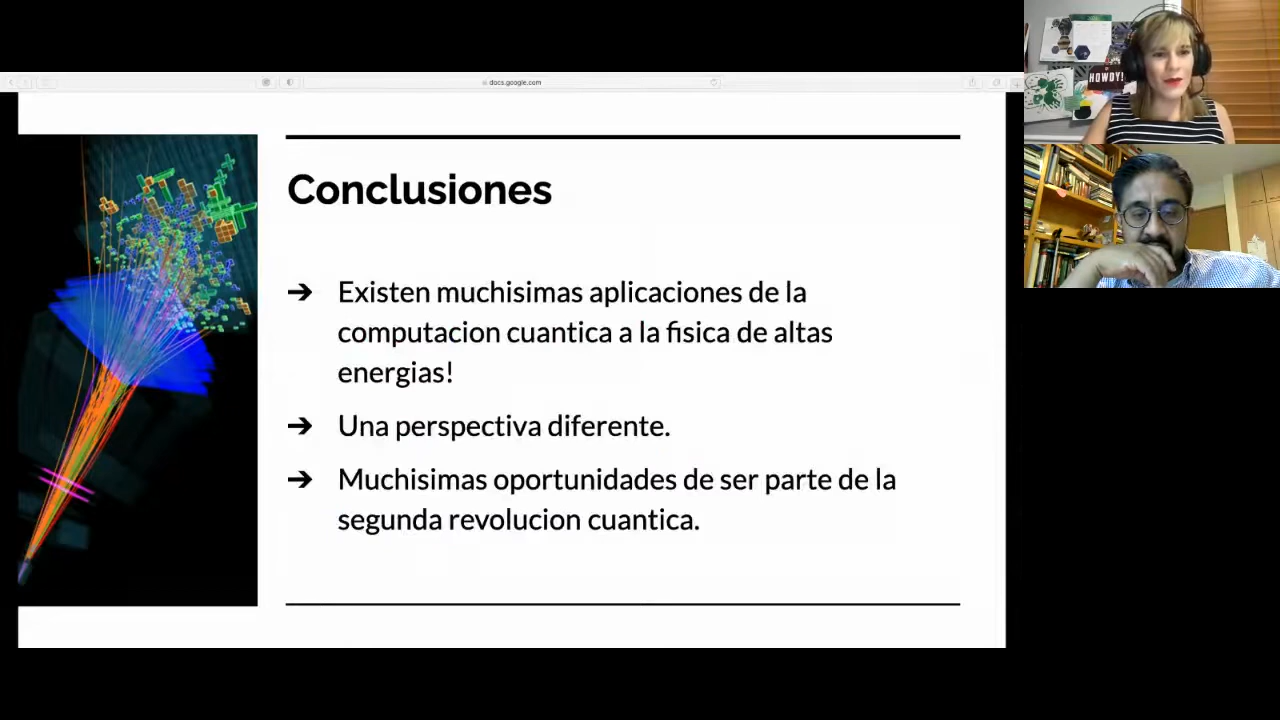 docs.google.com
HOWDY!
Conclusiones
➔ Existen muchisimas aplicaciones de la
computacion cuantica a la fisica de altas
energias!
➔ Una perspectiva diferente.
➔ Muchisimas oportunidades de ser parte de la
segunda revolucion cuantica.